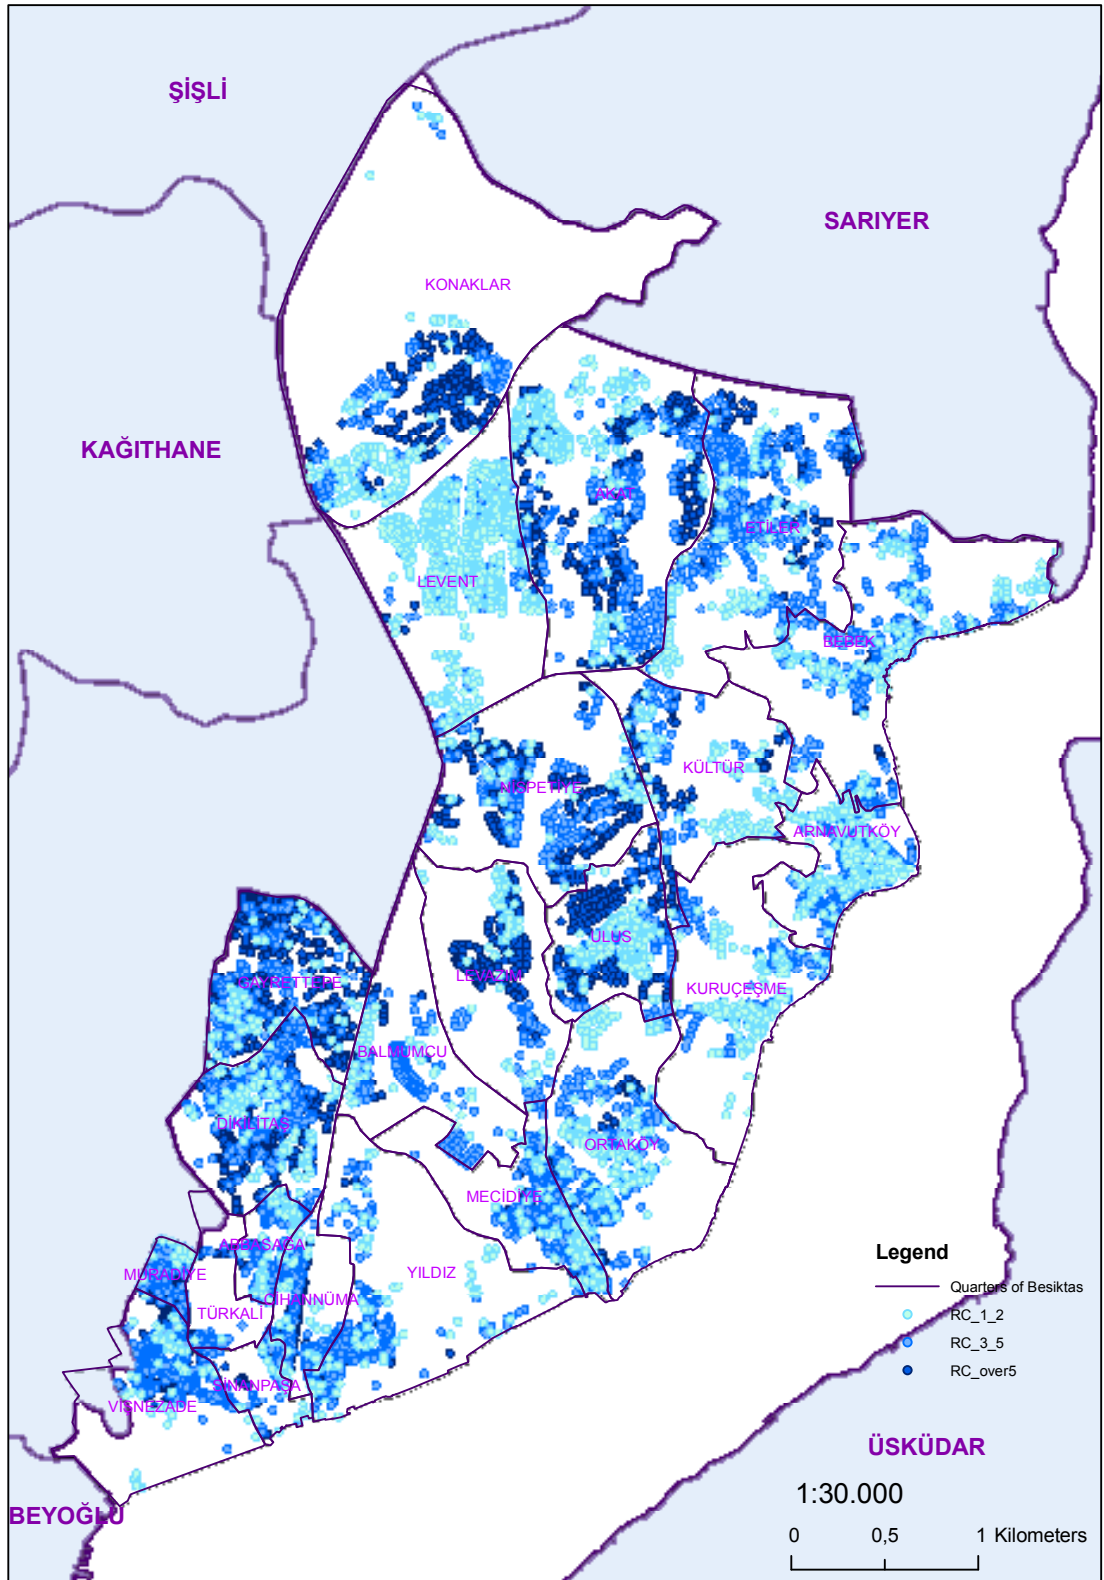 ŞİŞLİ
SARIYER
KONAKLAR
KAĞITHANE
AKAT
ETİLER
LEVENT
BEBEK
KÜLTÜR
NİSPETİYE
ARNAVUTKÖY
ULUS
LEVAZIM
GAYRETTEPE
KURUÇEŞME
BALMUMCU
DİKİLİTAŞ
ORTAKÖY
MECİDİYE
ABBASAĞA
YILDIZ
MURADİYE
CİHANNÜMA
TÜRKALİ
SİNANPAŞA
VİŞNEZADE
Legend
Quarters of Besiktas
RC_1_2
RC_3_5
RC_over5
ÜSKÜDAR
BEYOĞLU
1:30.000
0 0,5 1 Kilometers